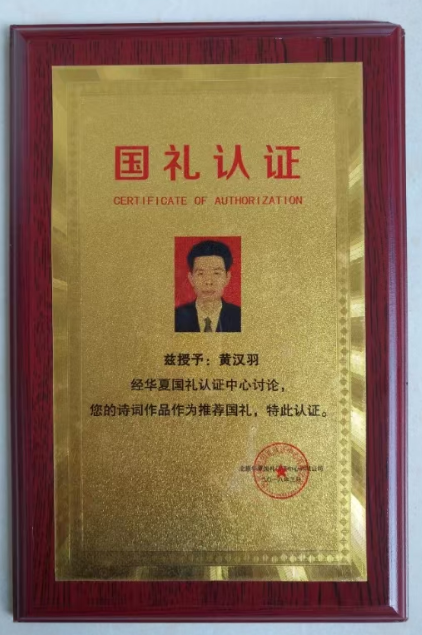 国礼认证
CERTIFICATE OF AUTHORIZATION
兹授予：黄汉羽
经华夏国礼认证中心讨论，
您的诗词作品作为推荐国礼，特此认证。